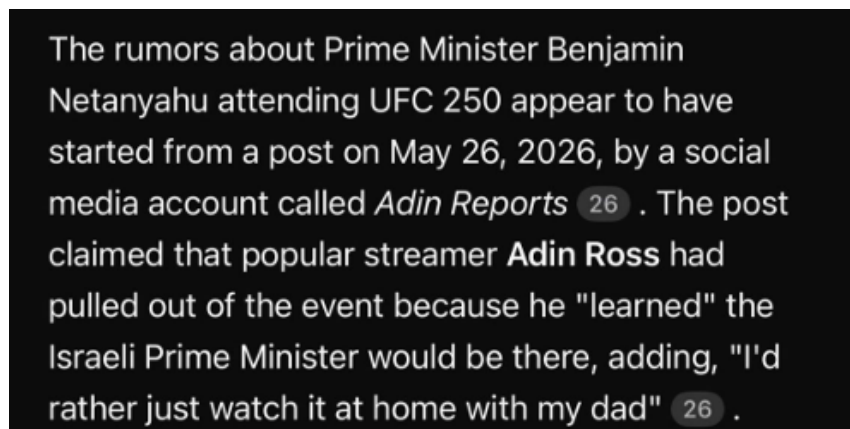 The rumors about Prime Minister Benjamin
Netanyahu attending UFC 250 appear to have
started from a post on May 26, 2026, by a social
media account called Adin Reports 26 . The post
claimed that popular streamer Adin Ross had
pulled out of the event because he "learned" the
Israeli Prime Minister would be there, adding, "I'd
rather just watch it at home with my dad" 26 .